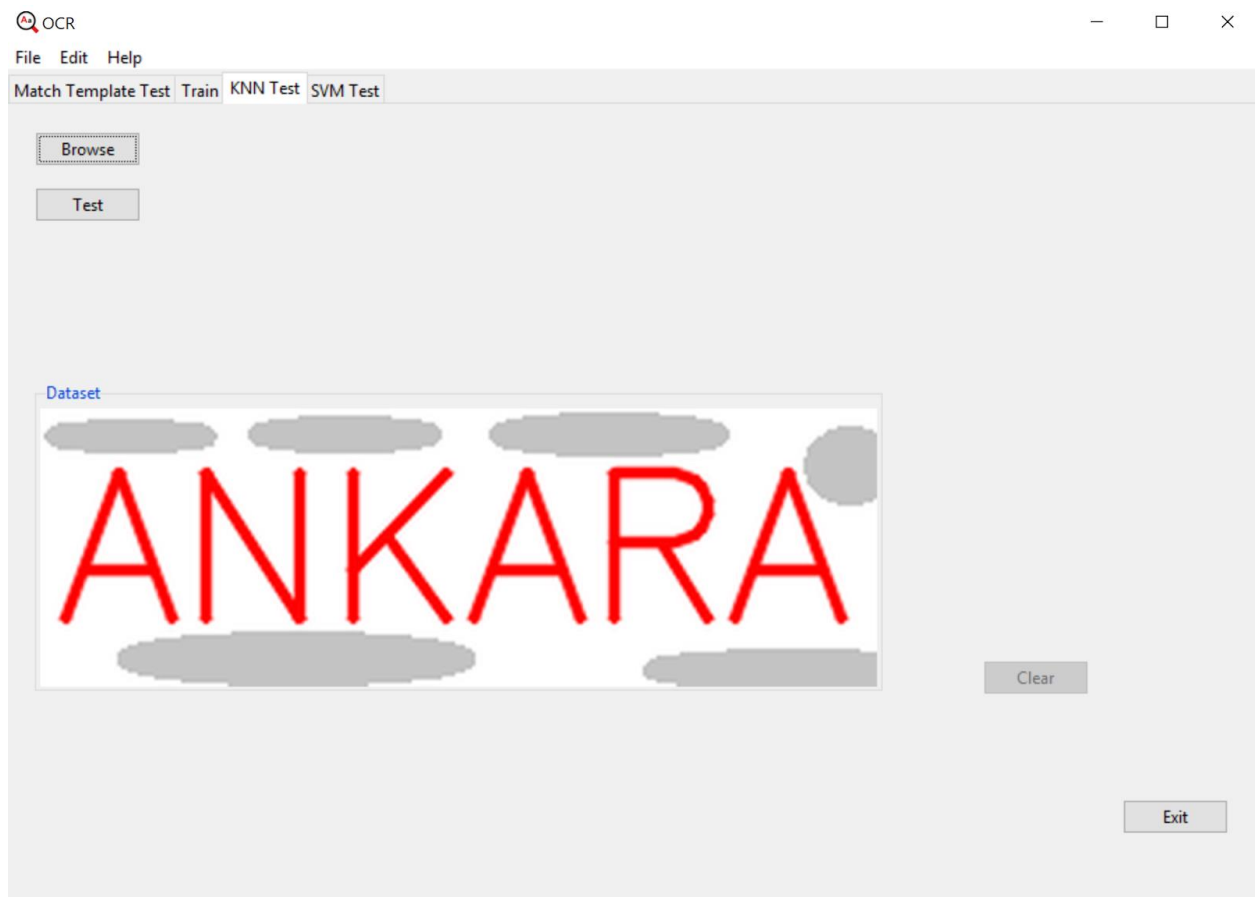 OCR
File Edit Help
Match Template Test Train KNN Test SVM Test
Browse
Test
Dataset
ANKARA
Clear
Exit